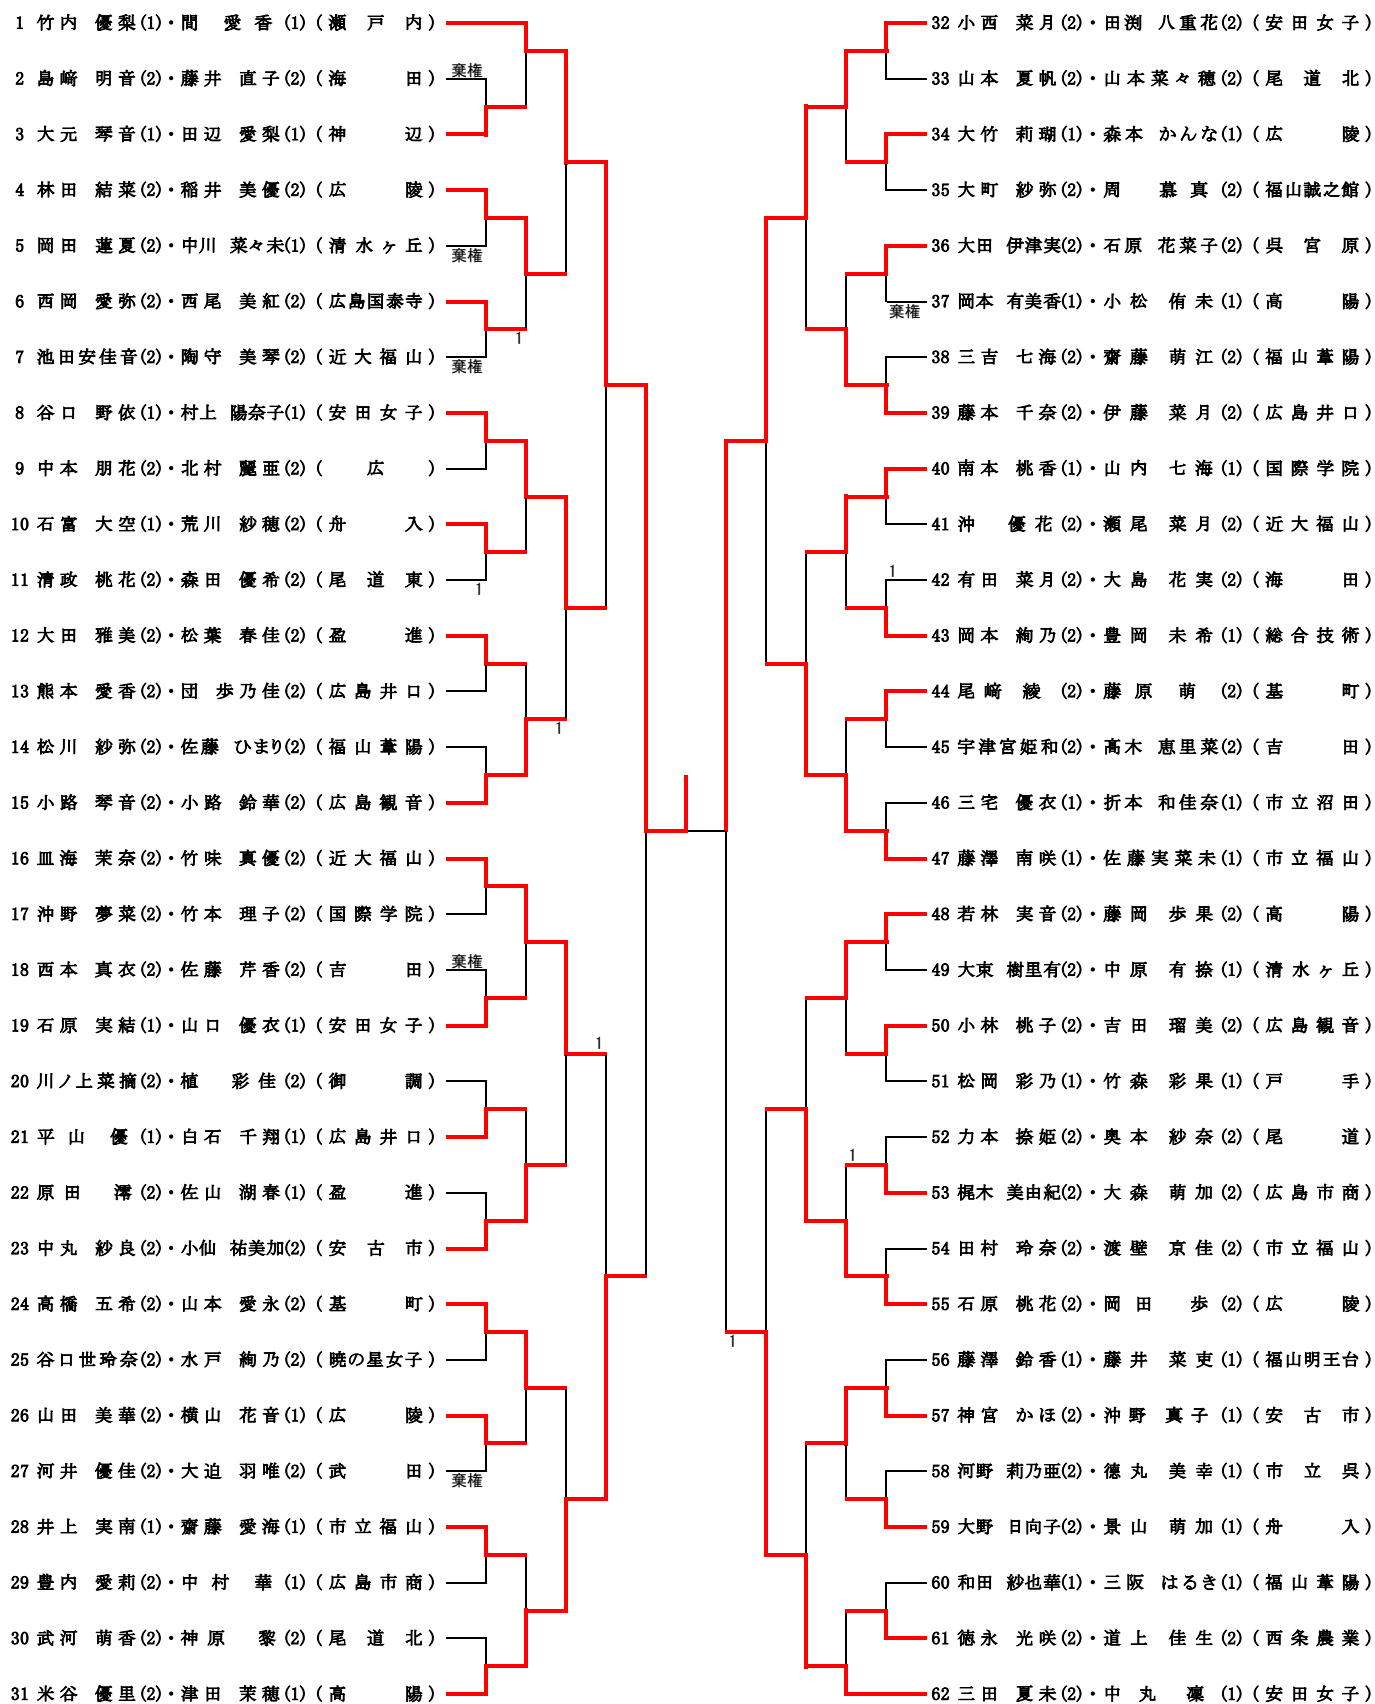 1 竹内 優梨(1)・間 愛香(1)(瀬戸内)
棄権
2 島﨑 明音(2)・藤井 直子(2)(海田)
3 大元 琴音(1)・田辺 愛梨(1)(神辺)
4 林田 結菜(2)・稲井 美優(2)(広陵)
5 岡田 蓮夏(2)・中川 菜々未(1)(清水ヶ丘)
棄権
6 西岡 愛弥(2)・西尾 美紅(2)(広島国泰寺)
1
7 池田安佳音(2)・陶守 美琴(2)(近大福山)
棄権
8 谷口 野依(1)・村上 陽奈子(1)(安田女子)
9 中本 朋花(2)・北村 麗亜(2)(広)
10 石富 大空(1)・荒川 紗穂(2)(舟入)
11 清政 桃花(2)・森田 優希(2)(尾道東)
1
12 大田 雅美(2)・松葉 春佳(2)(盈進)
13 熊本 愛香(2)・団 歩乃佳(2)(広島井口)
1
14 松川 紗弥(2)・佐藤 ひまり(2)(福山葦陽)
15 小路 琴音(2)・小路 鈴華(2)(広島観音)
16 皿海 茉奈(2)・竹味 真優(2)(近大福山)
17 沖野 夢菜(2)・竹本 理子(2)(国際学院)
棄権
18 西本 真衣(2)・佐藤 芹香(2)(吉田)
19 石原 実結(1)・山口 優衣(1)(安田女子)
1
20 川ノ上菜摘(2)・植 彩佳(2)(御調)
21 平山 優(1)・白石 千翔(1)(広島井口)
22 原田 澪(2)・佐山 湖春(1)(盈進)
23 中丸 紗良(2)・小仙 祐美加(2)(安古市)
24 高橋 五希(2)・山本 愛永(2)(基町)
25 谷口世玲奈(2)・水戸 絢乃(2)(暁の星女子)
26 山田 美華(2)・横山 花音(1)(広陵)
27 河井 優佳(2)・大迫 羽唯(2)(武田)
棄権
28 井上 実南(1)・齋藤 愛海(1)(市立福山)
29 豊内 愛莉(2)・中村 華(1)(広島市商)
30 武河 萌香(2)・神原 黎(2)(尾道北)
31 米谷 優里(2)・津田 茉穂(1)(高陽)
32 小西 菜月(2)・田渕 八重花(2)(安田女子)
33 山本 夏帆(2)・山本菜々穂(2)(尾道北)
34 大竹 莉瑚(1)・森本 かんな(1)(広陵)
35 大町 紗弥(2)・周 慕真(2)(福山誠之館)
36 大田 伊津実(2)・石原 花菜子(2)(呉宮原)
37 岡本 有美香(1)・小松 侑未(1)(高陽)
棄権
38 三吉 七海(2)・齋藤 萌江(2)(福山葦陽)
39 藤本 千奈(2)・伊藤 菜月(2)(広島井口)
40 南本 桃香(1)・山内 七海(1)(国際学院)
41 沖 優花(2)・瀬尾 菜月(2)(近大福山)
1
42 有田 菜月(2)・大島 花実(2)(海田)
43 岡本 絢乃(2)・豊岡 未希(1)(総合技術)
44 尾﨑 綾(2)・藤原 萌(2)(基町)
45 宇津宮姫和(2)・高木 恵里菜(2)(吉田)
46 三宅 優衣(1)・折本 和佳奈(1)(市立沼田)
47 藤澤 南咲(1)・佐藤実菜未(1)(市立福山)
48 若林 実音(2)・藤岡 歩果(2)(高陽)
49 大東 樹里有(2)・中原 有捺(1)(清水ヶ丘)
50 小林 桃子(2)・吉田 瑠美(2)(広島観音)
51 松岡 彩乃(1)・竹森 彩果(1)(戸手)
52 力本 捺姫(2)・奥本 紗奈(2)(尾道)
1
53 梶木 美由紀(2)・大森 萌加(2)(広島市商)
54 田村 玲奈(2)・渡壁 京佳(2)(市立福山)
55 石原 桃花(2)・岡田 歩(2)(広陵)
1
56 藤澤 鈴香(1)・藤井 菜吏(1)(福山明王台)
57 神宮 かほ(2)・沖野 真子(1)(安古市)
58 河野 莉乃亜(2)・德丸 美幸(1)(市立呉)
59 大野 日向子(2)・景山 萌加(1)(舟入)
60 和田 紗也華(1)・三阪 はるき(1)(福山葦陽)
61 徳永 光咲(2)・道上 佳生(2)(西条農業)
62 三田 夏未(2)・中丸 凜(1)(安田女子)